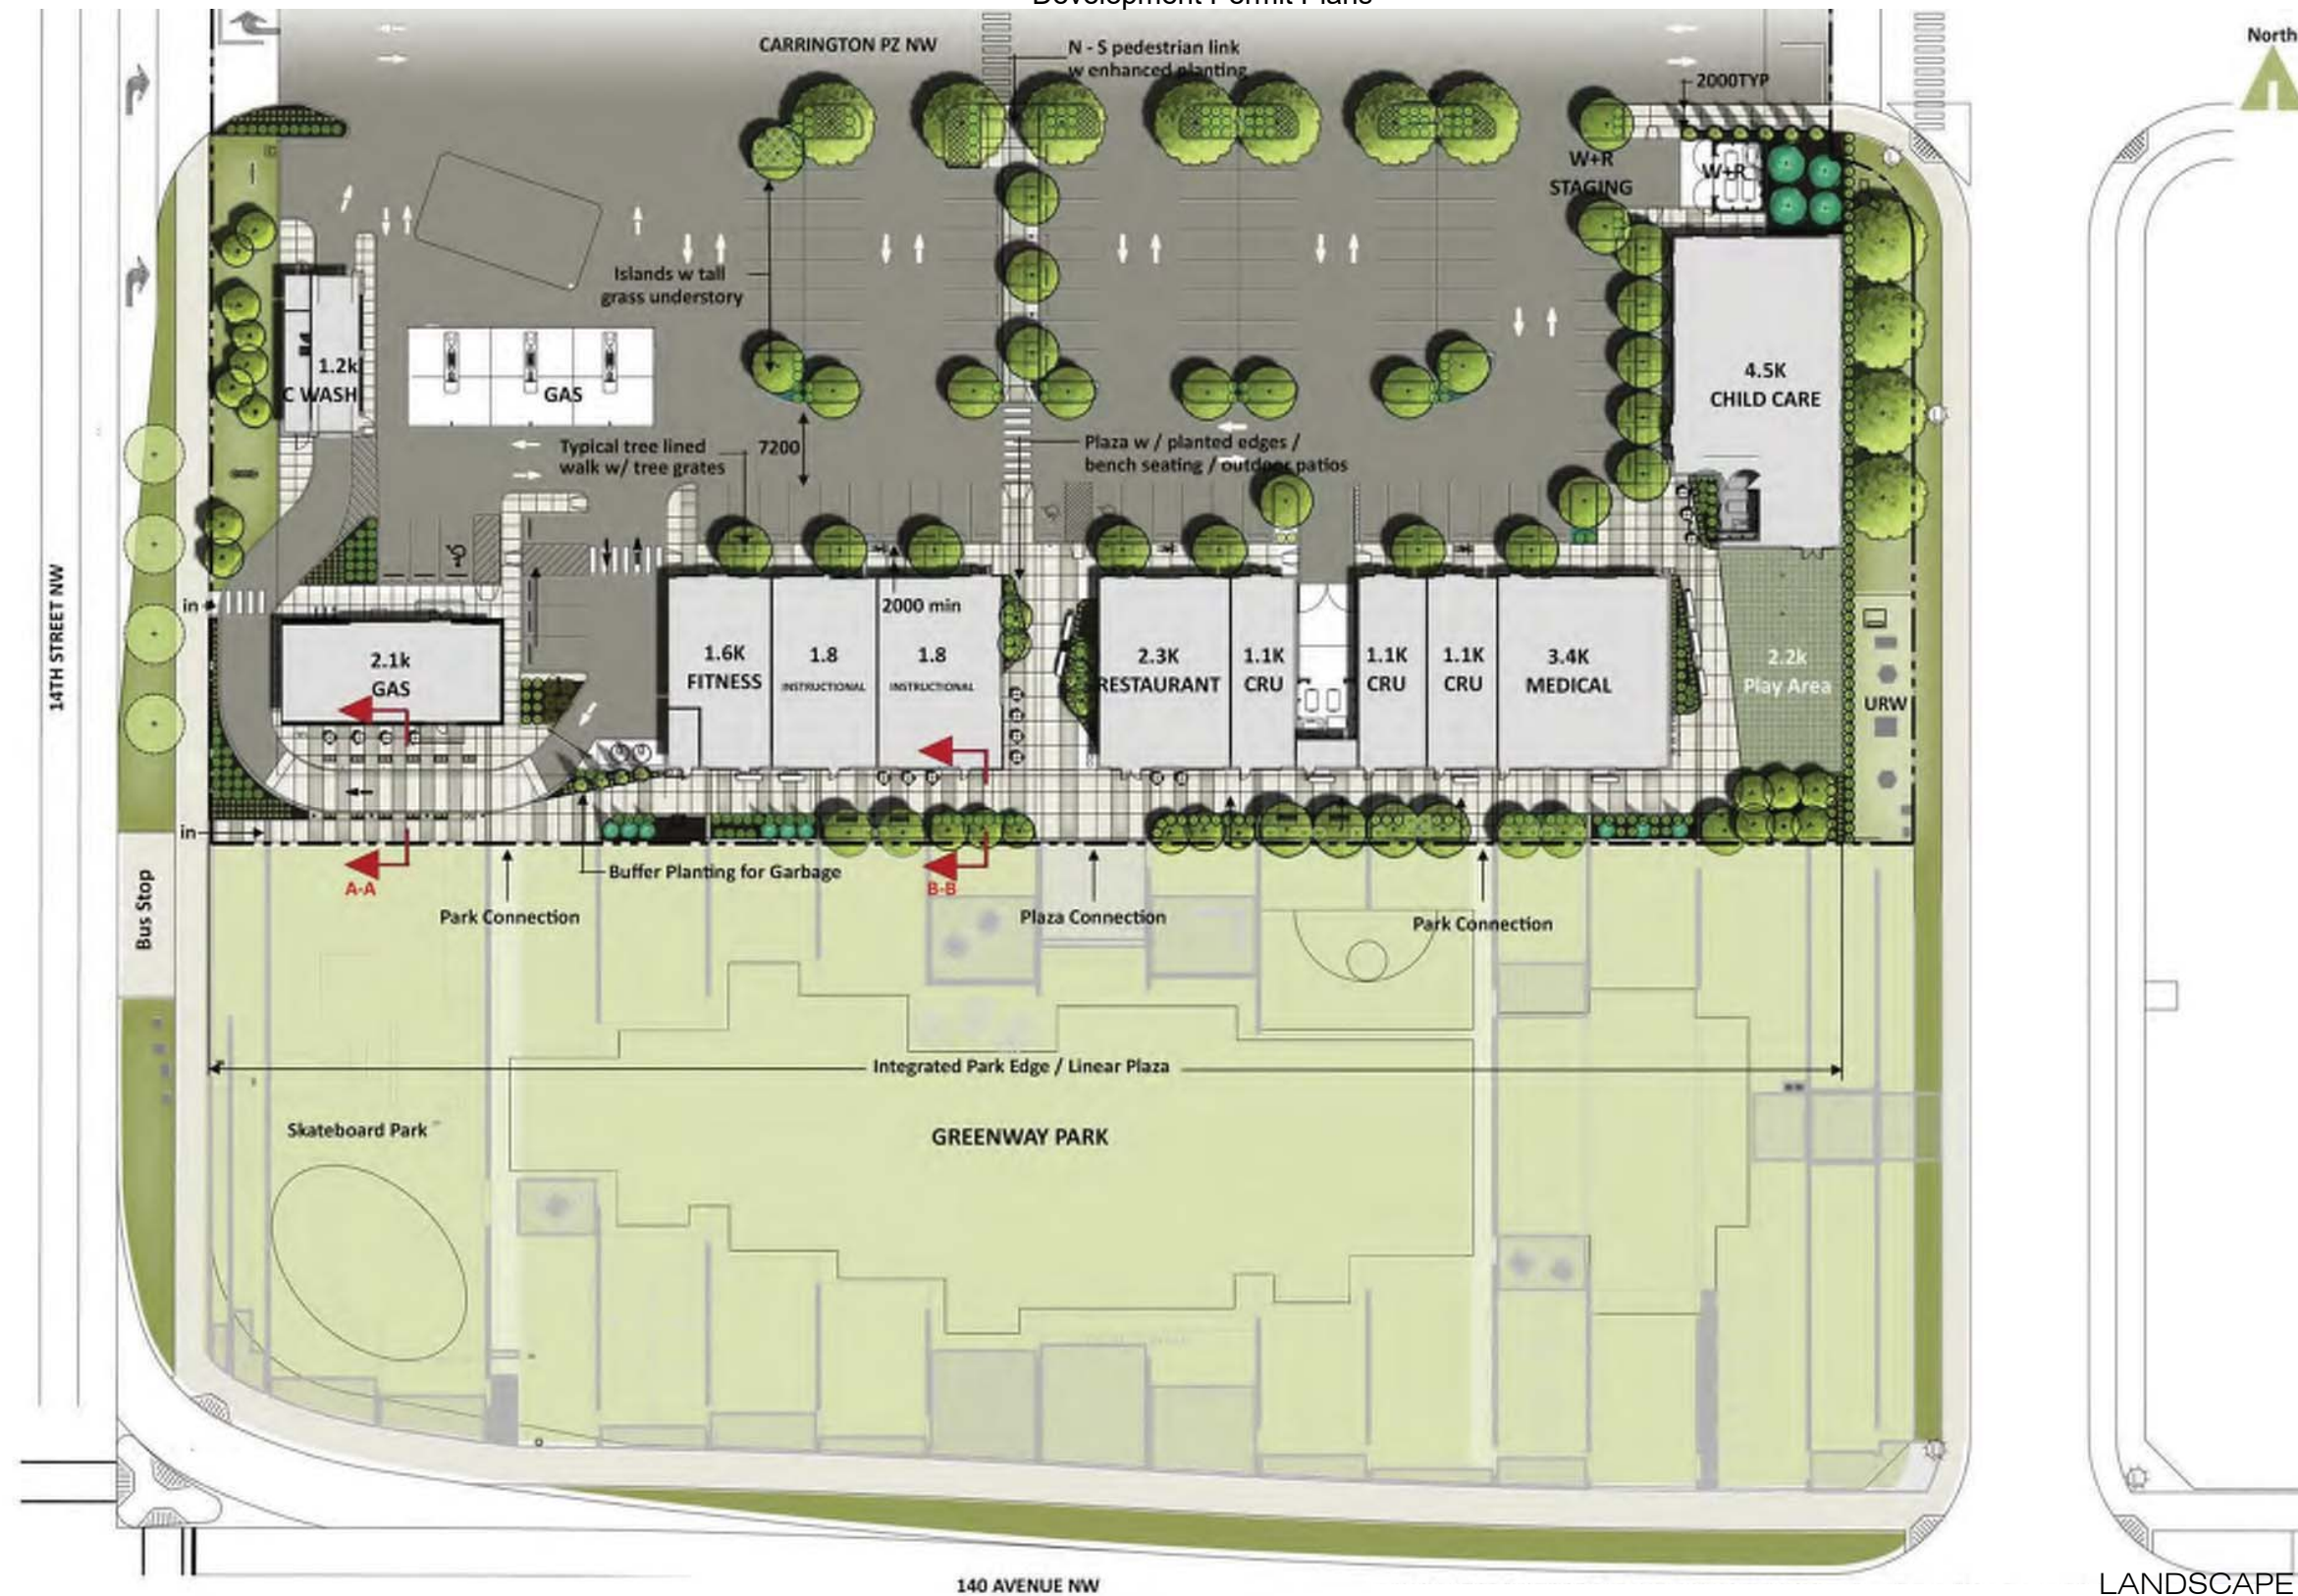 Development Permit Plans
CARRINGTON PZ NW
N - S pedestrian link
w enhanced planting
North
2000TYP
W+R
STAGING
W+R
Islands w tall
grass understory
1.2k
C WASH
GAS
4.5K
CHILD CARE
Typical tree lined
walk w/ tree grates
7200
Plaza w / planted edges /
bench seating / outdoor patios
14TH STREET NW
in
2000 min
2.1k
GAS
1.6K
FITNESS
1.8
INSTRUCTIONAL
1.8
INSTRUCTIONAL
2.3K
RESTAURANT
1.1K
CRU
1.1K
CRU
1.1K
CRU
3.4K
MEDICAL
2.2k
Play Area
URW
in
Bus Stop
A-A
Buffer Planting for Garbage
B-B
Park Connection
Plaza Connection
Park Connection
Integrated Park Edge / Linear Plaza
Skateboard Park
GREENWAY PARK
140 AVENUE NW
LANDSCAPE